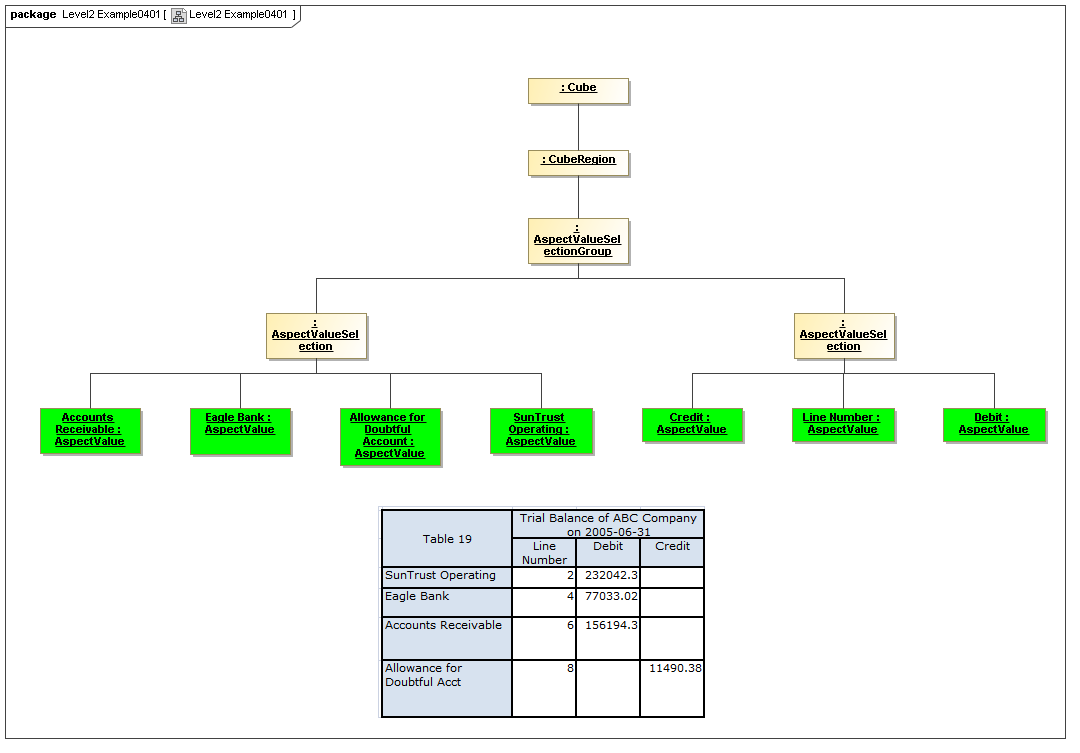 package Level2 Example0401 [ Level2 Example0401 ]
: Cube
: CubeRegion
:
AspectValueSel
ectionGroup
:
AspectValueSel
ection
:
AspectValueSel
ection
Accounts
Receivable :
AspectValue
Eagle Bank :
AspectValue
Allowance for
Doubtful
Account :
AspectValue
SunTrust
Operating :
AspectValue
Credit :
AspectValue
Line Number :
AspectValue
Debit :
AspectValue
Table 19
Trial Balance of ABC Company
on 2005-06-31
Line
Number
Debit
Credit
SunTrust Operating 2 232042.3
Eagle Bank 4 77033.02
Accounts Receivable 6 156194.3
Allowance for
Doubtful Acct
8 11490.38